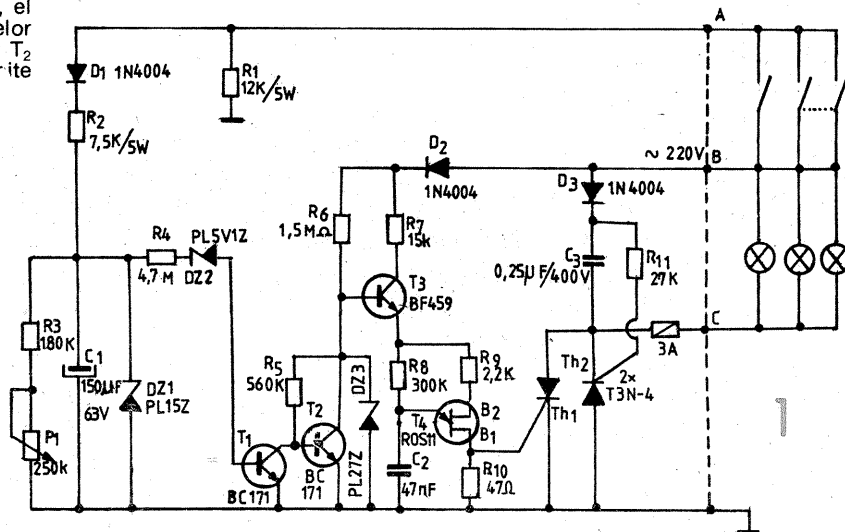 , el
elor
T2
rite
A
D1 1N4004
R1
12K/5W
R2
7,5K/5W
D2
1N4004
~ 220V
B
D3
1N4004
R6
1,5MΩ
R7
15k
R4
4,7M
PL5V1Z
DZ2
C3
0,25μF/400V
R11
27K
T3
BF459
C
3A
R3
180K
C1
150μF
63V
DZ1
PL15Z
R5
560K
T2
DZ3
R8
300K
R9
2,2K
Th2
2x
T3N-4
Th1
P1
250k
T1
BC171
BC
171
PL27Z
T4
ROS11
B2
B1
C2
47nF
R10
47Ω
1